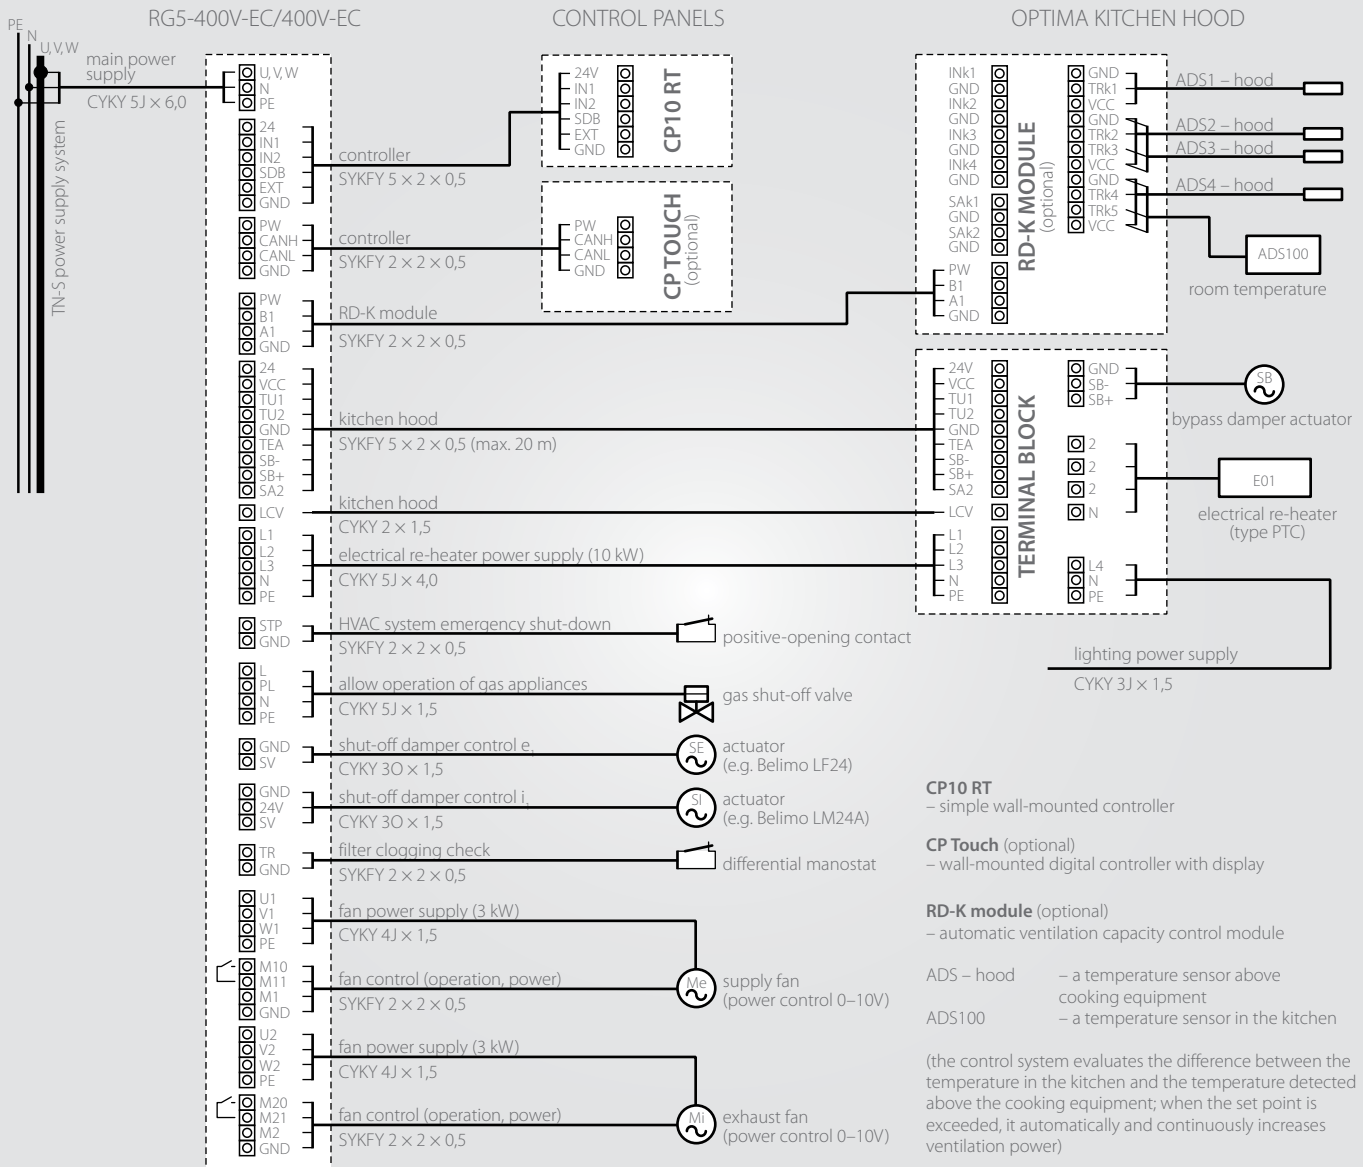 RG5-400V-EC/400V-EC
CONTROL PANELS
OPTIMA KITCHEN HOOD
PE
N
U, V, W
TN-S power supply system
main power
supply
CYKY 5J × 6,0
U, V, W
N
PE
24
IN1
IN2
SDB
EXT
GND
controller
SYKFY 5 × 2 × 0,5
PW
CANH
CANL
GND
controller
SYKFY 2 × 2 × 0,5
PW
B1
A1
GND
RD-K module
SYKFY 2 × 2 × 0,5
24
VCC
TU1
TU2
GND
TEA
SB-
SB+
SA2
kitchen hood
SYKFY 5 × 2 × 0,5 (max. 20 m)
LCV
kitchen hood
CYKY 2 × 1,5
L1
L2
L3
N
PE
electrical re-heater power supply (10 kW)
CYKY 5J × 4,0
STP
GND
HVAC system emergency shut-down
SYKFY 2 × 2 × 0,5
positive-opening contact
L
PL
N
PE
allow operation of gas appliances
CYKY 5J × 1,5
gas shut-off valve
GND
SV
shut-off damper control e1
CYKY 3O × 1,5
SE
actuator
(e.g. Belimo LF24)
GND
24V
SV
shut-off damper control i1
CYKY 3O × 1,5
SI
actuator
(e.g. Belimo LM24A)
TR
GND
filter clogging check
SYKFY 2 × 2 × 0,5
differential manostat
U1
V1
W1
PE
fan power supply (3 kW)
CYKY 4J × 1,5
M10
M11
M1
GND
fan control (operation, power)
SYKFY 2 × 2 × 0,5
Me
supply fan
(power control 0–10V)
U2
V2
W2
PE
fan power supply (3 kW)
CYKY 4J × 1,5
M20
M21
M2
GND
fan control (operation, power)
SYKFY 2 × 2 × 0,5
Mi
exhaust fan
(power control 0–10V)
24V
IN1
IN2
SDB
EXT
GND
CP10 RT
PW
CANH
CANL
GND
CP TOUCH
(optional)
INk1
GND
INk2
GND
INk3
GND
INk4
GND
SAk1
GND
SAk2
GND
PW
B1
A1
GND
RD-K MODULE
(optional)
GND
TRk1
VCC
GND
TRk2
TRk3
VCC
GND
TRk4
TRk5
VCC
ADS1 – hood
ADS2 – hood
ADS3 – hood
ADS4 – hood
ADS100
room temperature
24V
VCC
TU1
TU2
GND
TEA
SB-
SB+
SA2
LCV
L1
L2
L3
N
PE
TERMINAL BLOCK
GND
SB-
SB+
SB
bypass damper actuator
2
2
2
N
E01
electrical re-heater
(type PTC)
L4
N
PE
lighting power supply
CYKY 3J × 1,5
CP10 RT
– simple wall-mounted controller
CP Touch (optional)
– wall-mounted digital controller with display
RD-K module (optional)
– automatic ventilation capacity control module
ADS – hood – a temperature sensor above
cooking equipment
ADS100 – a temperature sensor in the kitchen
(the control system evaluates the difference between the
temperature in the kitchen and the temperature detected
above the cooking equipment; when the set point is
exceeded, it automatically and continuously increases
ventilation power)